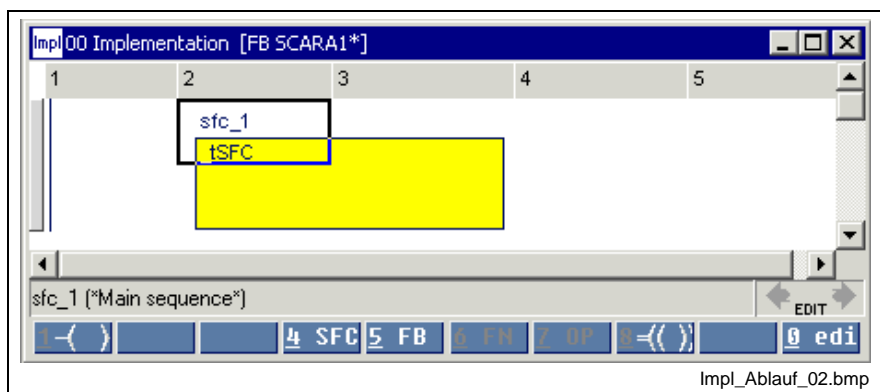 Impl 00 Implementation [FB SCARA1*]
1 2 3 4 5
sfc_1
tSFC
sfc_1 (*Main sequence*)
EDIT
1-( ) 4 SFC 5 FB 6 FN 7 OP 8=(( )) 0 edi
Impl_Ablauf_02.bmp